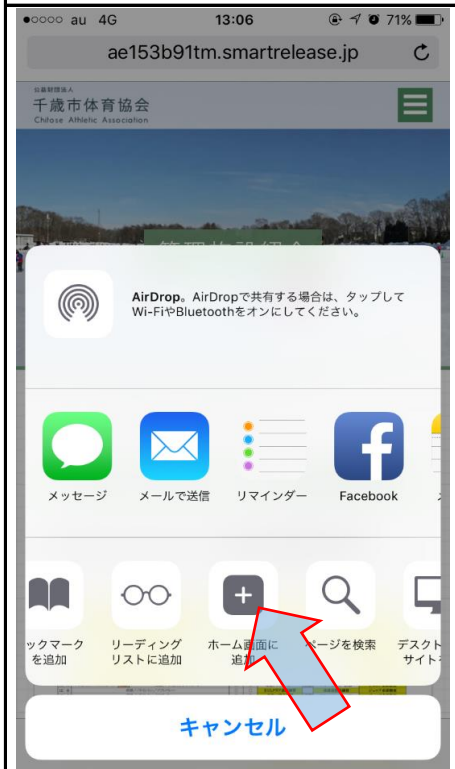 au 4G 13:06 71%
ae153b91tm.smartrelease.jp
公益財団法人
千歳市体育協会
Chitose Athletic Association
AirDrop。AirDropで共有する場合は、タップして
Wi-FiやBluetoothをオンにしてください。
メッセージ メールで送信 リマインダー Facebook
ックマーク リーディング ホーム画面に ページを検索 デスクト
を追加 リストに追加 追加 サイト
キャンセル